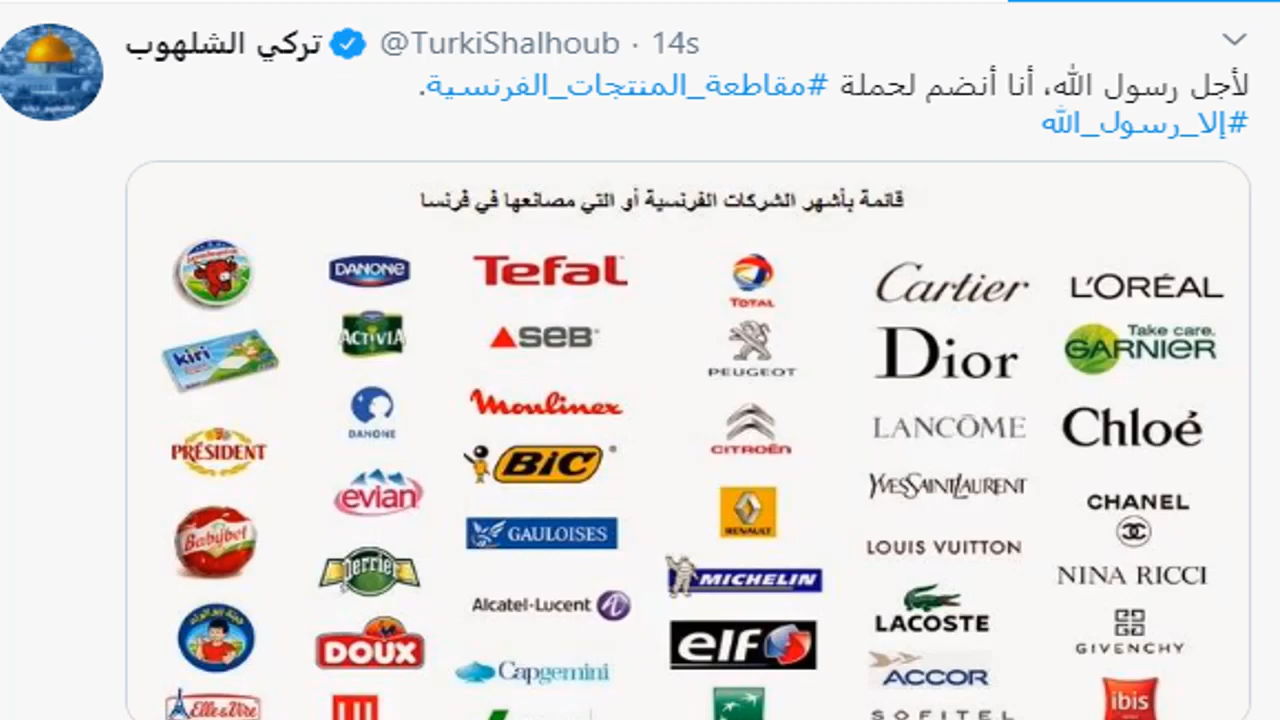 تركي الشلهوب @TurkiShalhoub · 14s
لأجل رسول الله، أنا أنضم لحملة #مقاطعة_المنتجات_الفرنسية.
#إلا_رسول_الله
قائمة بأشهر الشركات الفرنسية أو التي مصانعها في فرنسا
DANONE
Tefal
TOTAL
Cartier
L'ORÉAL
kiri
ACTIVIA
SEB
PEUGEOT
Dior
Take care.
GARNIER
PRÉSIDENT
DANONE
Moulinex
CITROËN
LANCÔME
Chloé
evian
BiC
RENAULT
YVESSAINTLAURENT
CHANEL
Babybel
Perrier
GAULOISES
MICHELIN
LOUIS VUITTON
NINA RICCI
Alcatel-Lucent
LACOSTE
GIVENCHY
DOUX
Capgemini
elf
ACCOR
ibis
Elle&Vire
SOFITEL